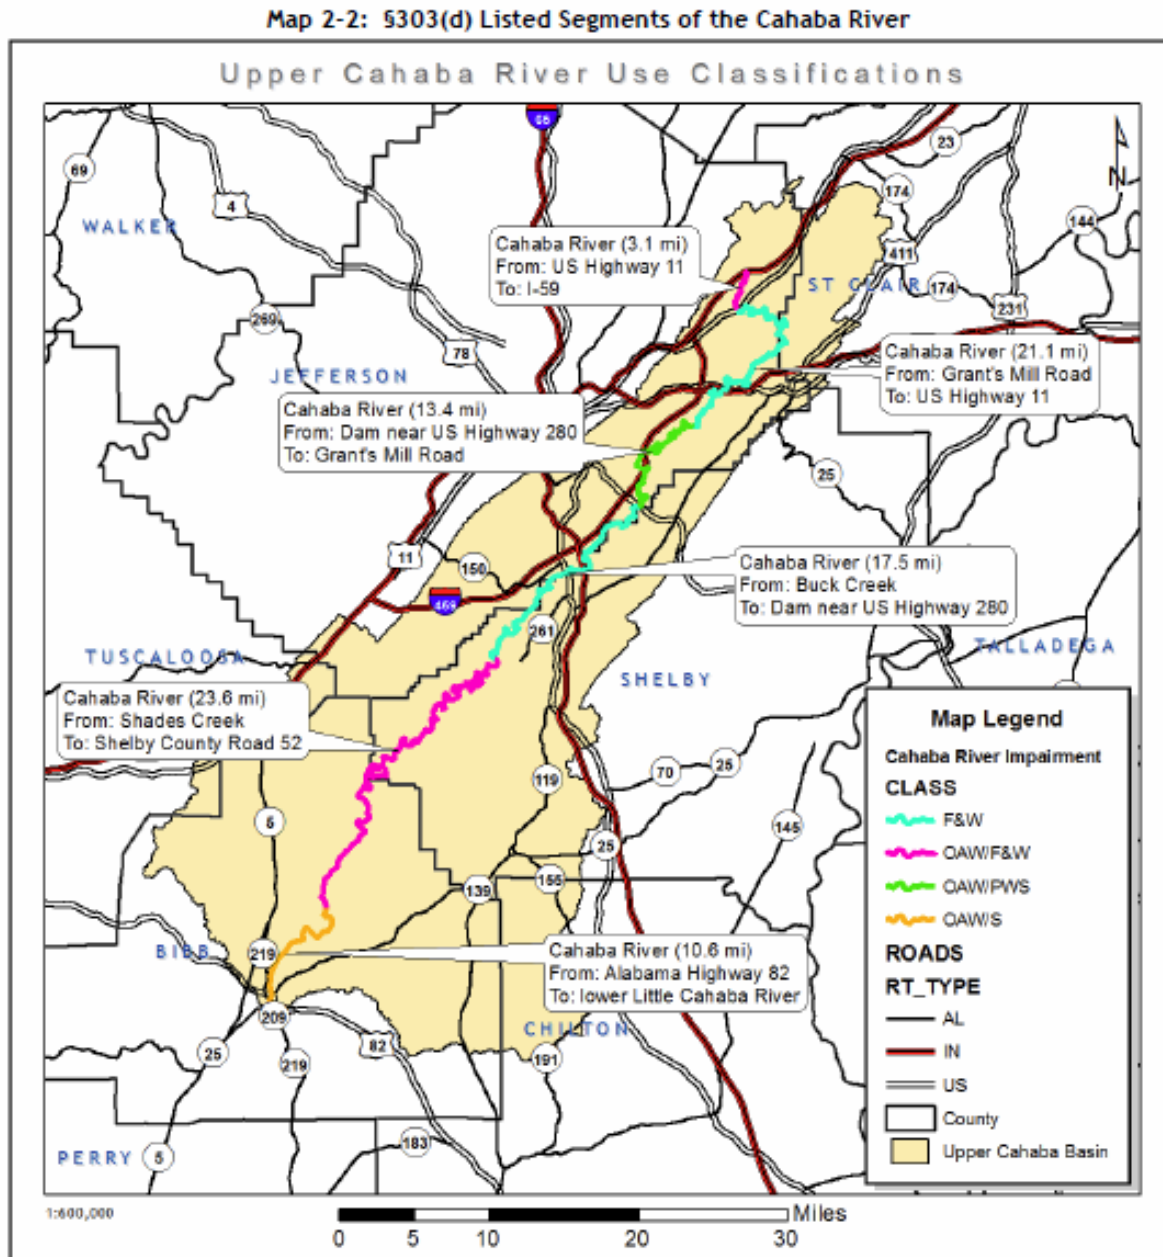 Map 2-2: §303(d) Listed Segments of the Cahaba River
Upper Cahaba River Use Classifications
65
23
69
174
4
144
WALKER
Cahaba River (3.1 mi)
From: US Highway 11
To: I-59
411
ST CLAIR
174
231
269
78
Cahaba River (21.1 mi)
From: Grant's Mill Road
To: US Highway 11
JEFFERSON
Cahaba River (13.4 mi)
From: Dam near US Highway 280
To: Grant's Mill Road
25
11
150
Cahaba River (17.5 mi)
From: Buck Creek
To: Dam near US Highway 280
459
261
TUSCALOOSA
TALLADEGA
SHELBY
Cahaba River (23.6 mi)
From: Shades Creek
To: Shelby County Road 52
70
25
119
5
145
25
139
155
BIBB
219
Cahaba River (10.6 mi)
From: Alabama Highway 82
To: lower Little Cahaba River
209
CHILTON
82
25
219
191
183
PERRY
5
Map Legend
Cahaba River Impairment
CLASS
F&W
OAW/F&W
OAW/PWS
OAW/S
ROADS
RT_TYPE
AL
IN
US
County
Upper Cahaba Basin
1:600,000
Miles
0 5 10 20 30